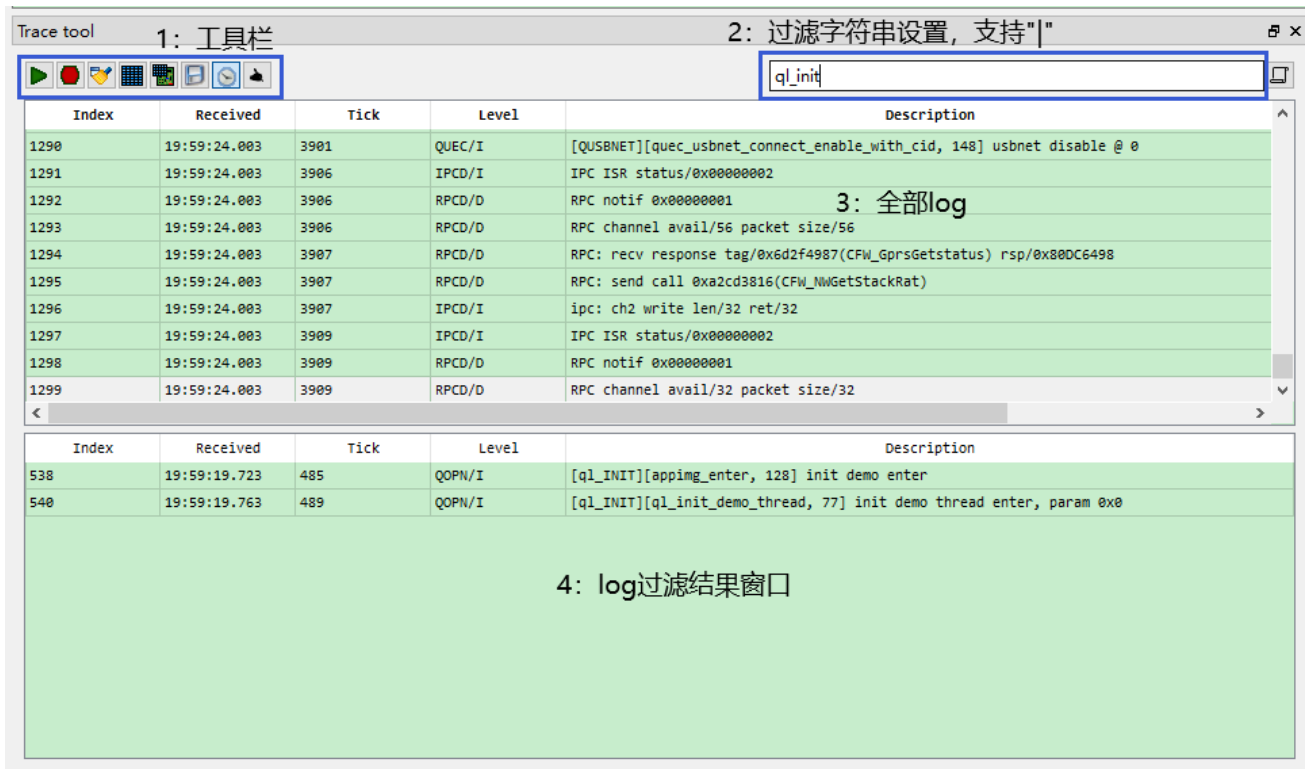 Trace tool
1：工具栏
2：过滤字符串设置，支持"|"
ql_init
Index Received Tick Level Description
1290 19:59:24.003 3901 QUEC/I [QUSBNET][quec_usbnet_connect_enable_with_cid, 148] usbnet disable @ 0
1291 19:59:24.003 3906 IPCD/I IPC ISR status/0x00000002
1292 19:59:24.003 3906 RPCD/D RPC notif 0x00000001
3：全部log
1293 19:59:24.003 3906 RPCD/D RPC channel avail/56 packet size/56
1294 19:59:24.003 3907 RPCD/D RPC: recv response tag/0x6d2f4987(CFW_GprsGetstatus) rsp/0x80DC6498
1295 19:59:24.003 3907 RPCD/D RPC: send call 0xa2cd3816(CFW_NWGetStackRat)
1296 19:59:24.003 3907 IPCD/I ipc: ch2 write len/32 ret/32
1297 19:59:24.003 3909 IPCD/I IPC ISR status/0x00000002
1298 19:59:24.003 3909 RPCD/D RPC notif 0x00000001
1299 19:59:24.003 3909 RPCD/D RPC channel avail/32 packet size/32
Index Received Tick Level Description
538 19:59:19.723 485 QOPN/I [ql_INIT][appimg_enter, 128] init demo enter
540 19:59:19.763 489 QOPN/I [ql_INIT][ql_init_demo_thread, 77] init demo thread enter, param 0x0
4：log过滤结果窗口